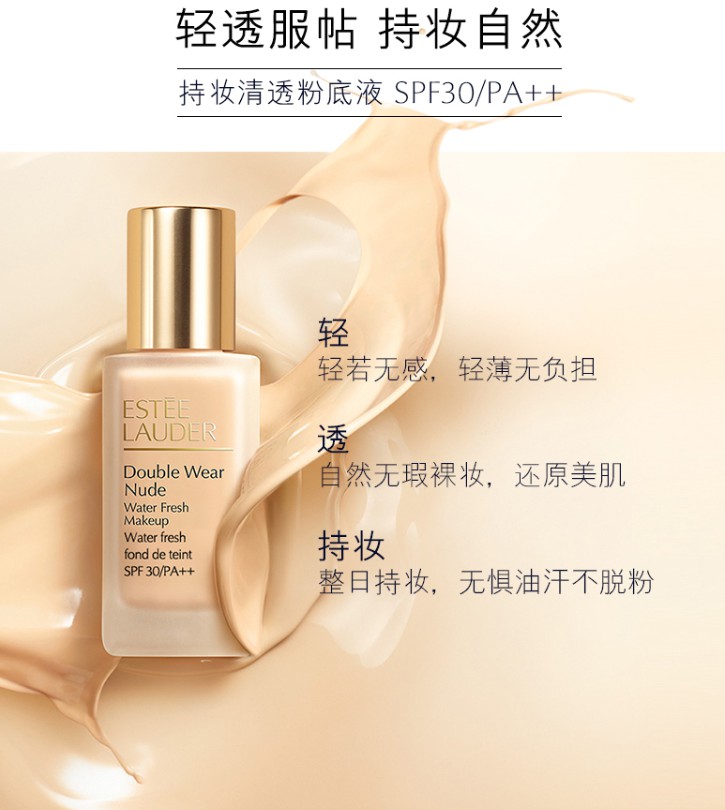 轻透服帖 持妆自然
持妆清透粉底液 SPF30/PA++
ESTĒE
LAUDER
Double Wear
Nude
Water Fresh
Makeup
Water fresh
fond de teint
SPF 30/PA++
轻
轻若无感，轻薄无负担
透
自然无瑕裸妆，还原美肌
持妆
整日持妆，无惧油汗不脱粉